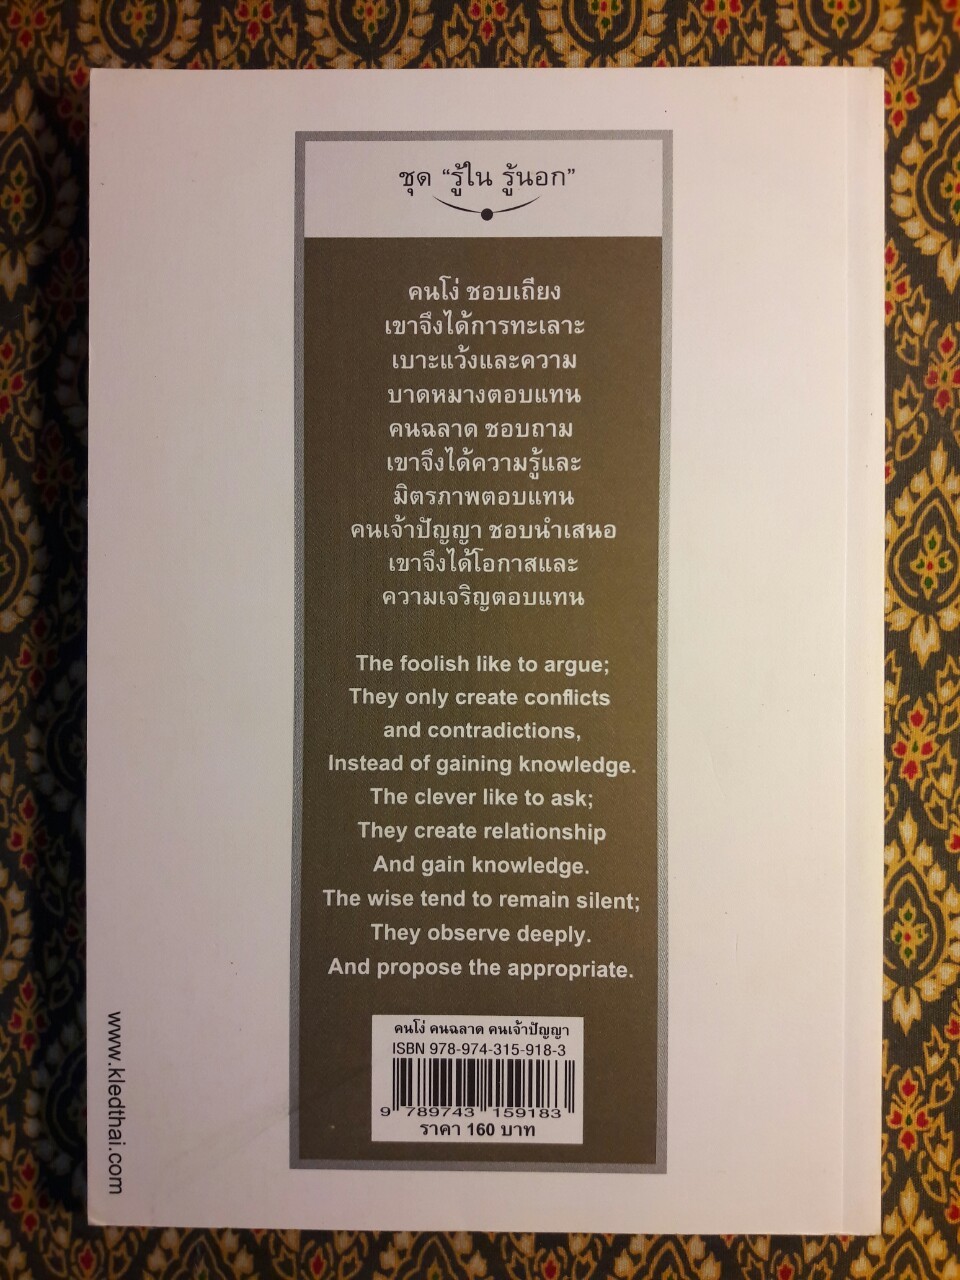 ชุด “รู้ใน รู้นอก”
คนโง่ ชอบเถียง
เขาจึงได้การทะเลาะ
เบาะแว้งและความ
บาดหมางตอบแทน
คนฉลาด ชอบถาม
เขาจึงได้ความรู้และ
มิตรภาพตอบแทน
คนเจ้าปัญญา ชอบนำเสนอ
เขาจึงได้โอกาสและ
ความเจริญตอบแทน
The foolish like to argue;
They only create conflicts
and contradictions,
Instead of gaining knowledge.
The clever like to ask;
They create relationship
And gain knowledge.
The wise tend to remain silent;
They observe deeply.
And propose the appropriate.
คนโง่ คนฉลาด คนเจ้าปัญญา
ISBN 978-974-315-918-3
9 789743 159183
ราคา 160 บาท
www.kledthai.com